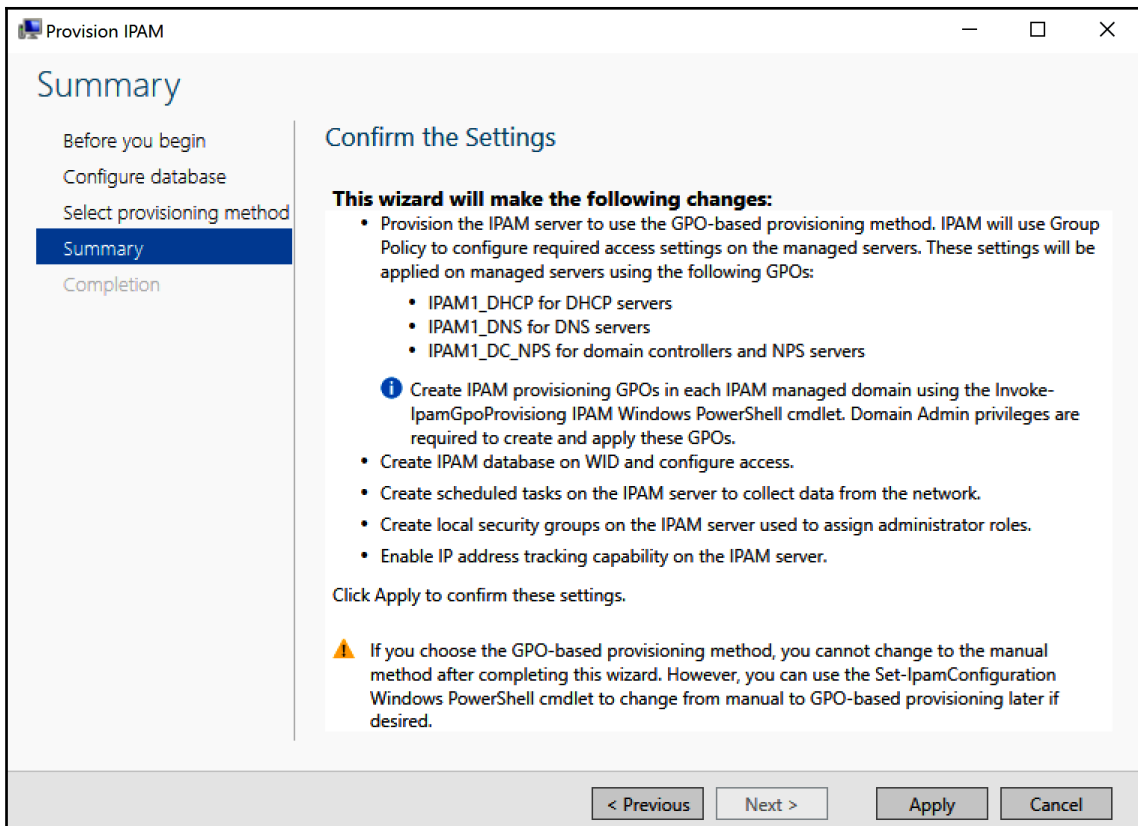 Provision IPAM
Summary
Before you begin
Configure database
Select provisioning method
Summary
Completion
Confirm the Settings
This wizard will make the following changes:
• Provision the IPAM server to use the GPO-based provisioning method. IPAM will use Group
Policy to configure required access settings on the managed servers. These settings will be
applied on managed servers using the following GPOs:
• IPAM1_DHCP for DHCP servers
• IPAM1_DNS for DNS servers
• IPAM1_DC_NPS for domain controllers and NPS servers
Create IPAM provisioning GPOs in each IPAM managed domain using the Invoke-
IpamGpoProvisiong IPAM Windows PowerShell cmdlet. Domain Admin privileges are
required to create and apply these GPOs.
• Create IPAM database on WID and configure access.
• Create scheduled tasks on the IPAM server to collect data from the network.
• Create local security groups on the IPAM server used to assign administrator roles.
• Enable IP address tracking capability on the IPAM server.
Click Apply to confirm these settings.
If you choose the GPO-based provisioning method, you cannot change to the manual
method after completing this wizard. However, you can use the Set-IpamConfiguration
Windows PowerShell cmdlet to change from manual to GPO-based provisioning later if
desired.
< Previous
Next >
Apply
Cancel